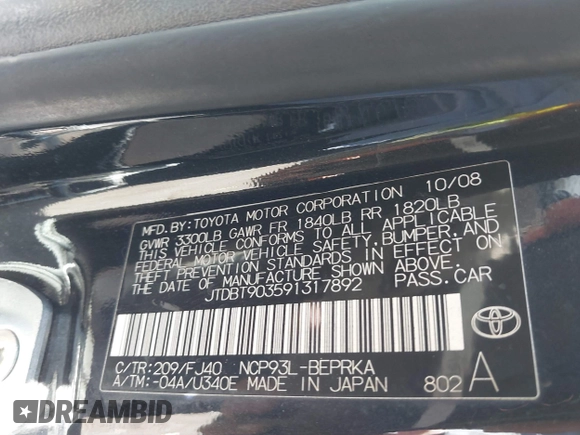 MFD.BY:TOYOTA MOTOR CORPORATION 10/08
GVWR 3300LB GAWR FR 1840LB RR 1820LB
THIS VEHICLE CONFORMS TO ALL APPLICABLE
FEDERAL MOTOR VEHICLE SAFETY,BUMPER,AND
THEFT PREVENTION STANDARDS IN EFFECT ON
THE DATE OF MANUFACTURE SHOWN ABOVE.
JTDBT903591317892 PASS.CAR
C/TR:209/FJ40 NCP93L-BEPRKA
A/TM:-04A/U340E MADE IN JAPAN 802 A
DREAMBID